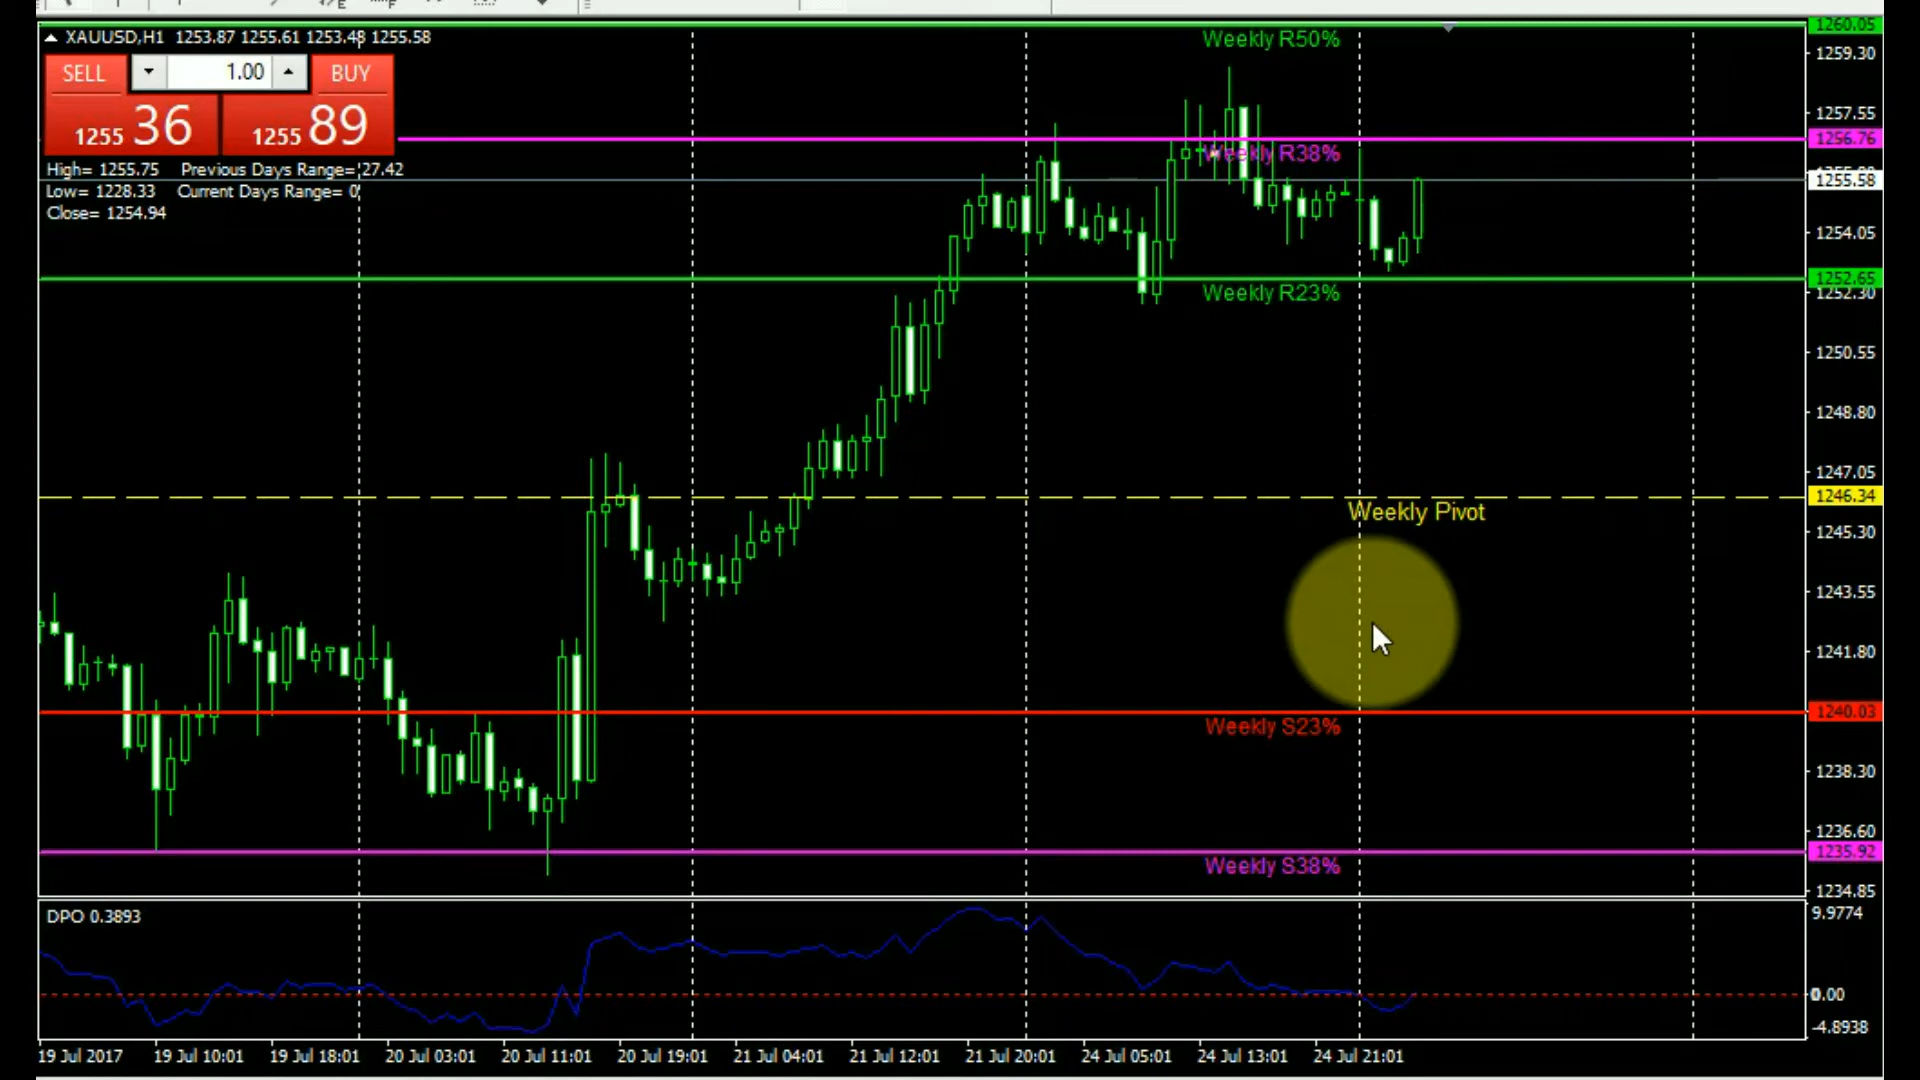 XAUUSD,H1 1253.87 1255.61 1253.48 1255.58
SELL 1.00 BUY
1255 36 1255 89
High= 1255.75 Previous Days Range= 27.42
Low= 1228.33 Current Days Range= 0
Close= 1254.94
Weekly R50%
Weekly R38%
Weekly R23%
Weekly Pivot
Weekly S23%
Weekly S38%
1260.05
1259.30
1257.55
1256.76
1255.58
1254.05
1252.65
1252.30
1250.55
1248.80
1247.05
1246.34
1245.30
1243.55
1241.80
1240.03
1238.30
1236.60
1235.92
1234.85
DPO 0.3893
9.9774
0.00
-4.8938
19 Jul 2017 19 Jul 10:01 19 Jul 18:01 20 Jul 03:01 20 Jul 11:01 20 Jul 19:01 21 Jul 04:01 21 Jul 12:01 21 Jul 20:01 24 Jul 05:01 24 Jul 13:01 24 Jul 21:01